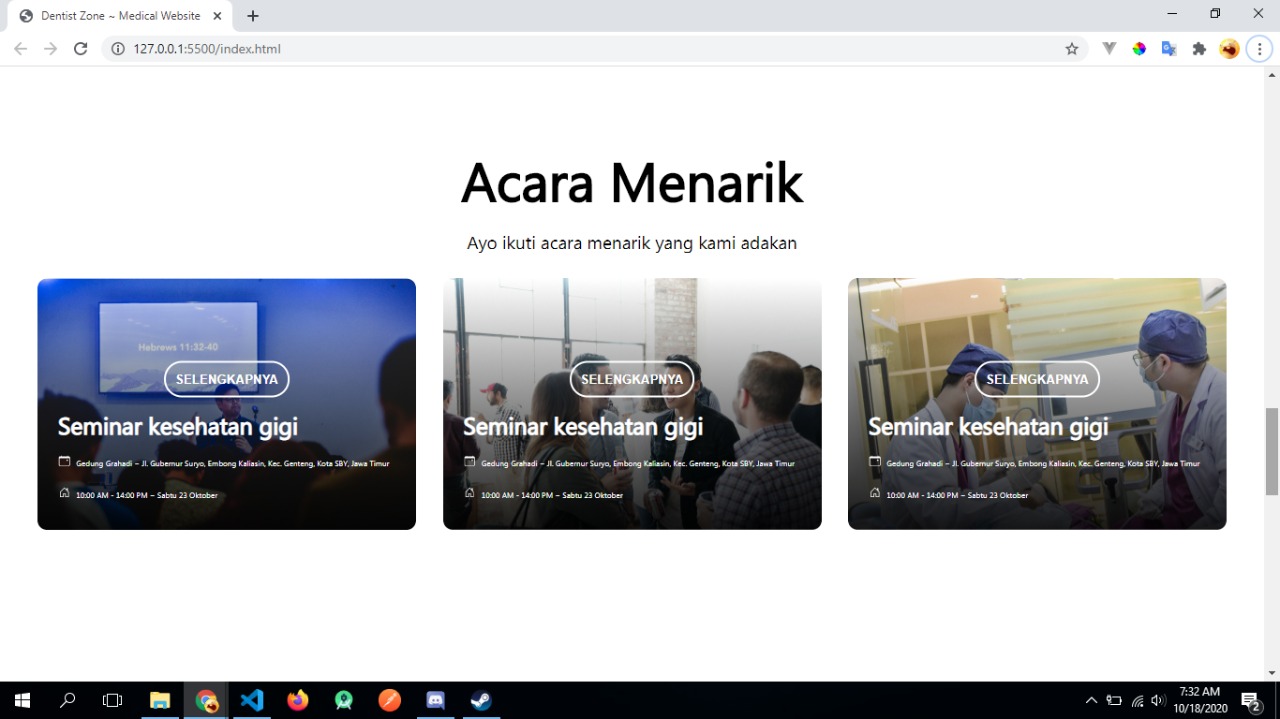 Dentist Zone ~ Medical Website
127.0.0.1:5500/index.html
Acara Menarik
Ayo ikuti acara menarik yang kami adakan
Hebrews 11:32-40
SELENGKAPNYA
Seminar kesehatan gigi
Gedung Grahadi – Jl. Gubernur Suryo, Embong Kaliasin, Kec. Genteng, Kota SBY, Jawa Timur
10:00 AM - 14:00 PM – Sabtu 23 Oktober
SELENGKAPNYA
Seminar kesehatan gigi
Gedung Grahadi – Jl. Gubernur Suryo, Embong Kaliasin, Kec. Genteng, Kota SBY, Jawa Timur
10:00 AM - 14:00 PM – Sabtu 23 Oktober
SELENGKAPNYA
Seminar kesehatan gigi
Gedung Grahadi – Jl. Gubernur Suryo, Embong Kaliasin, Kec. Genteng, Kota SBY, Jawa Timur
10:00 AM - 14:00 PM – Sabtu 23 Oktober
7:32 AM
10/18/2020
2